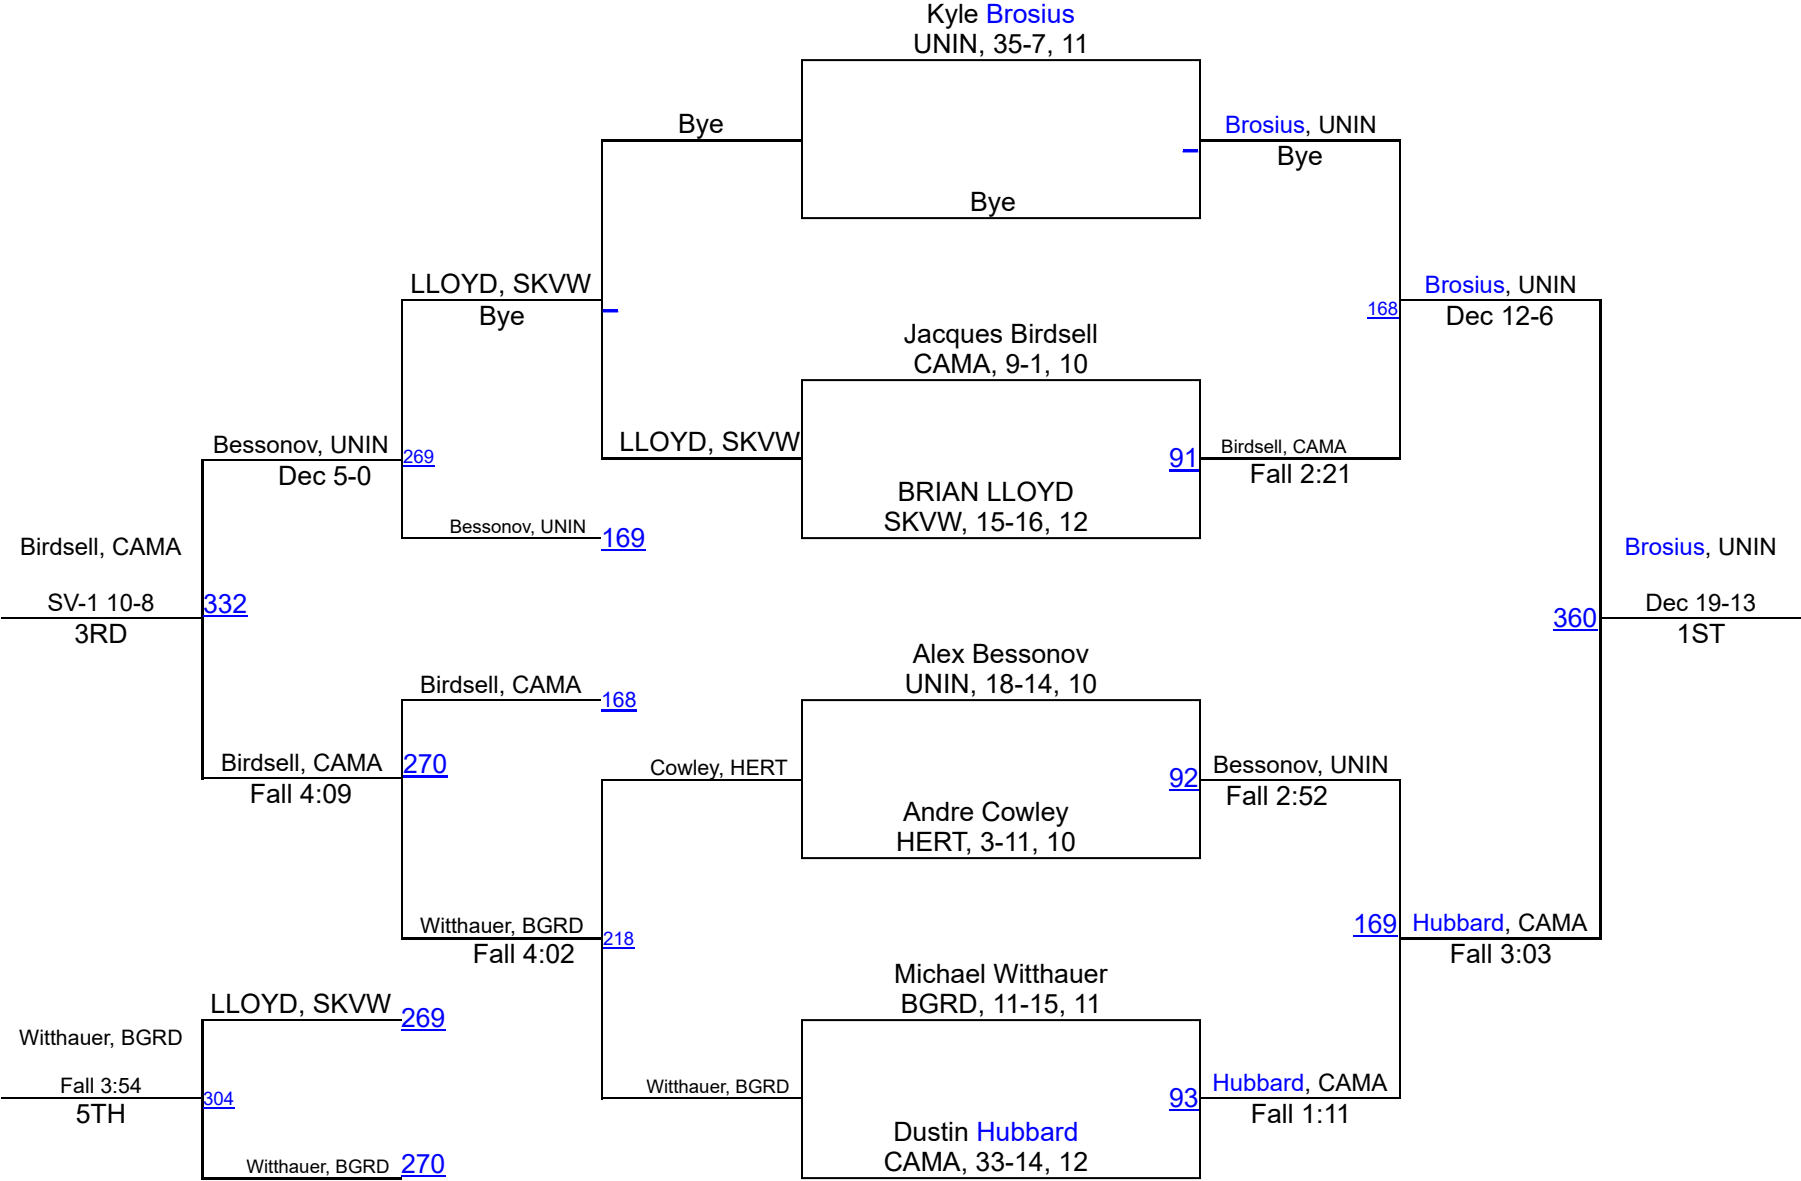 Kyle Brosius
UNIN, 35-7, 11
Bye
Brosius, UNIN
Bye
Bye
LLOYD, SKVW
Bye
Brosius, UNIN
168
Dec 12-6
Jacques Birdsell
CAMA, 9-1, 10
LLOYD, SKVW
91
Birdsell, CAMA
Fall 2:21
Bessonov, UNIN
269
Dec 5-0
BRIAN LLOYD
SKVW, 15-16, 12
Bessonov, UNIN
169
Birdsell, CAMA
SV-1 10-8
332
3RD
Brosius, UNIN
360
Dec 19-13
1ST
Alex Bessonov
UNIN, 18-14, 10
Birdsell, CAMA
168
Birdsell, CAMA
270
Fall 4:09
Cowley, HERT
92
Bessonov, UNIN
Fall 2:52
Andre Cowley
HERT, 3-11, 10
Witthauer, BGRD
218
Fall 4:02
169
Hubbard, CAMA
Fall 3:03
Michael Witthauer
BGRD, 11-15, 11
LLOYD, SKVW
269
Witthauer, BGRD
Fall 3:54
304
5TH
Witthauer, BGRD
93
Hubbard, CAMA
Fall 1:11
Dustin Hubbard
CAMA, 33-14, 12
Witthauer, BGRD
270